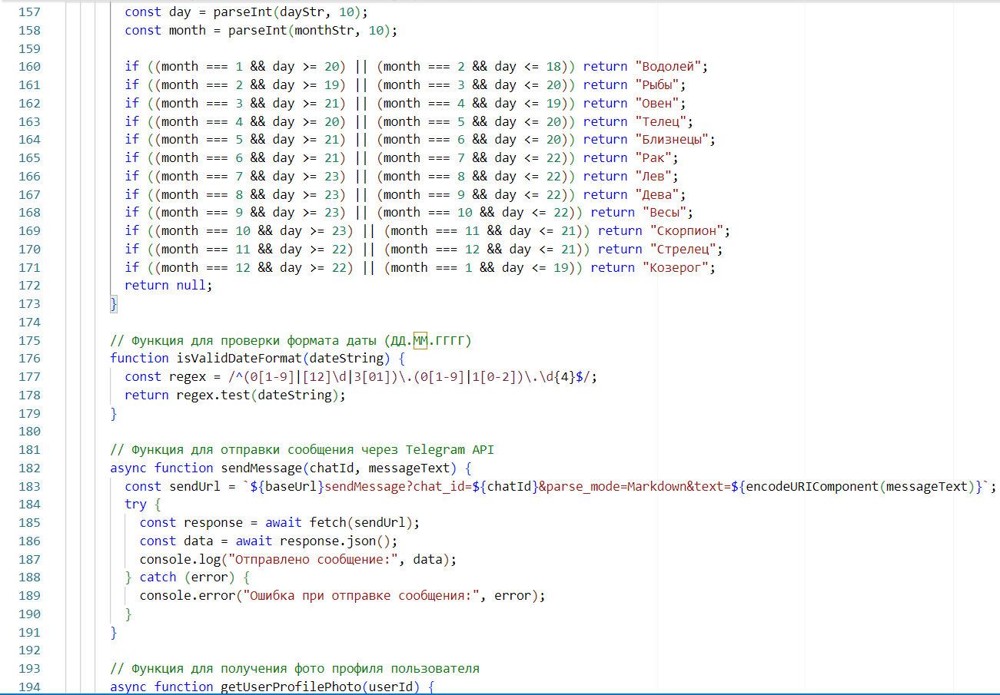 157 const day = parseInt(dayStr, 10);
158 const month = parseInt(monthStr, 10);
159
160 if ((month === 1 && day >= 20) || (month === 2 && day <= 18)) return "Водолей";
161 if ((month === 2 && day >= 19) || (month === 3 && day <= 20)) return "Рыбы";
162 if ((month === 3 && day >= 21) || (month === 4 && day <= 19)) return "Овен";
163 if ((month === 4 && day >= 20) || (month === 5 && day <= 20)) return "Телец";
164 if ((month === 5 && day >= 21) || (month === 6 && day <= 20)) return "Близнецы";
165 if ((month === 6 && day >= 21) || (month === 7 && day <= 22)) return "Рак";
166 if ((month === 7 && day >= 23) || (month === 8 && day <= 22)) return "Лев";
167 if ((month === 8 && day >= 23) || (month === 9 && day <= 22)) return "Дева";
168 if ((month === 9 && day >= 23) || (month === 10 && day <= 22)) return "Весы";
169 if ((month === 10 && day >= 23) || (month === 11 && day <= 21)) return "Скорпион";
170 if ((month === 11 && day >= 22) || (month === 12 && day <= 21)) return "Стрелец";
171 if ((month === 12 && day >= 22) || (month === 1 && day <= 19)) return "Козерог";
172 return null;
173 }
174
175 // Функция для проверки формата даты (ДД.ММ.ГГГГ)
176 function isValidDateFormat(dateString) {
177 const regex = /^(0[1-9]|[12]\d|3[01])\.(0[1-9]|1[0-2])\.\d{4}$/;
178 return regex.test(dateString);
179 }
180
181 // Функция для отправки сообщения через Telegram API
182 async function sendMessage(chatId, messageText) {
183 const sendUrl = `${baseUrl}sendMessage?chat_id=${chatId}&parse_mode=Markdown&text=${encodeURIComponent(messageText)}`;
184 try {
185 const response = await fetch(sendUrl);
186 const data = await response.json();
187 console.log("Отправлено сообщение:", data);
188 } catch (error) {
189 console.error("Ошибка при отправке сообщения:", error);
190 }
191 }
192
193 // Функция для получения фото профиля пользователя
194 async function getUserProfilePhoto(userId) {